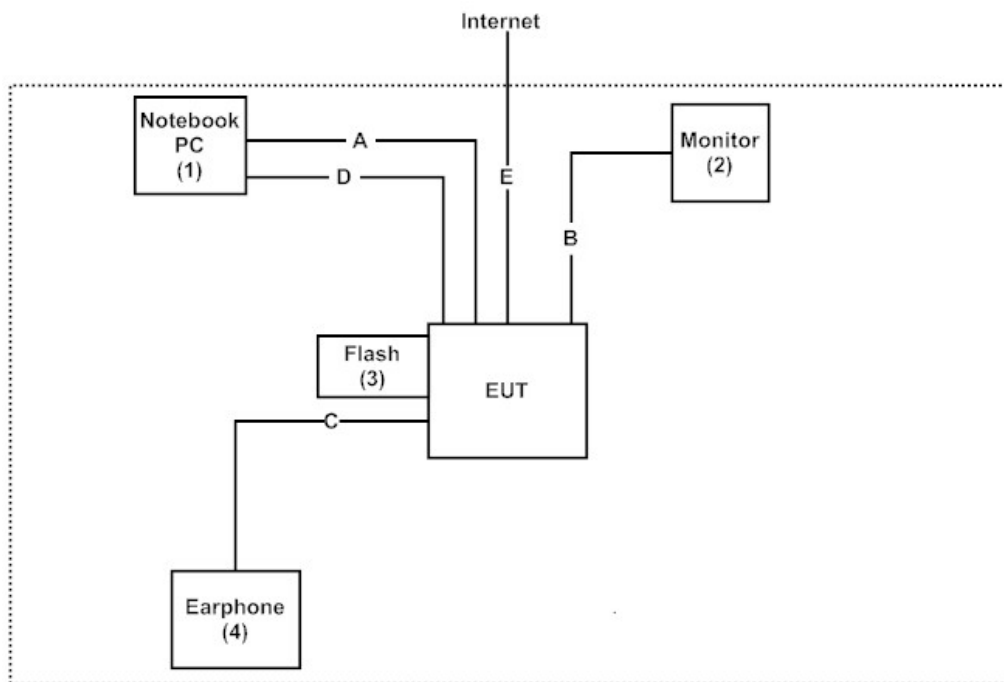 Internet
Notebook
PC
(1)
A
D
E
Monitor
(2)
B
Flash
(3)
EUT
C
Earphone
(4)